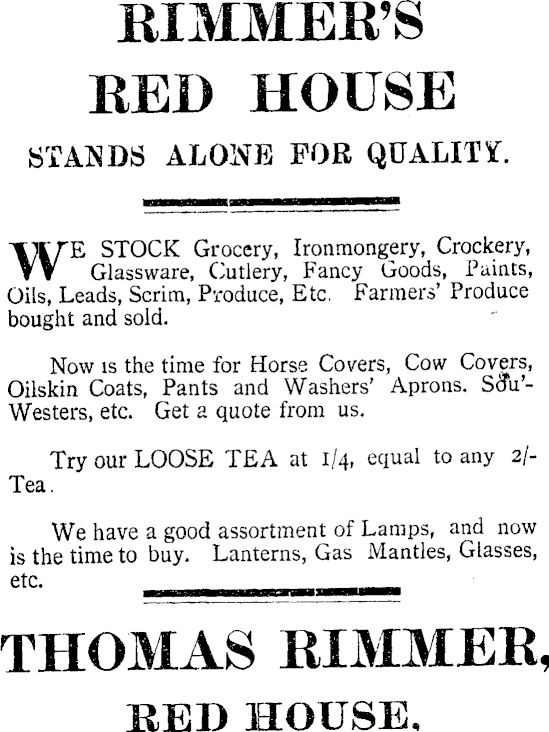 RIMMER'S
RED HOUSE
STANDS ALONE FOR QUALITY.
WE STOCK Grocery, Ironmongery, Crockery,
Glassware, Cutlery, Fancy Goods, Paints,
Oils, Leads, Scrim, Produce, Etc. Farmers' Produce
bought and sold.
Now is the time for Horse Covers, Cow Covers,
Oilskin Coats, Pants and Washers' Aprons. Sou'-
Westers, etc. Get a quote from us.
Try our LOOSE TEA at 1/4, equal to any 2/-
Tea.
We have a good assortment of Lamps, and now
is the time to buy. Lanterns, Gas Mantles, Glasses,
etc.
THOMAS RIMMER,
RED HOUSE,